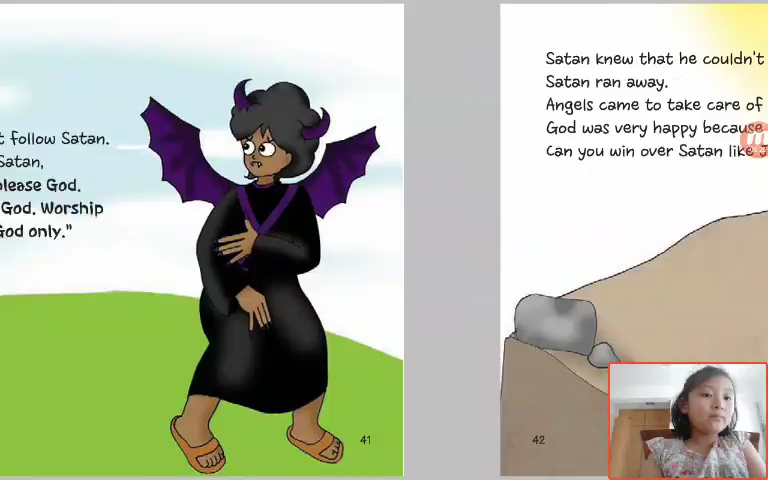 t follow Satan.
Satan,
please God.
God. Worship
God only."
41
Satan knew that he couldn't
Satan ran away.
Angels came to take care of
God was very happy because
Can you win over Satan like J
42